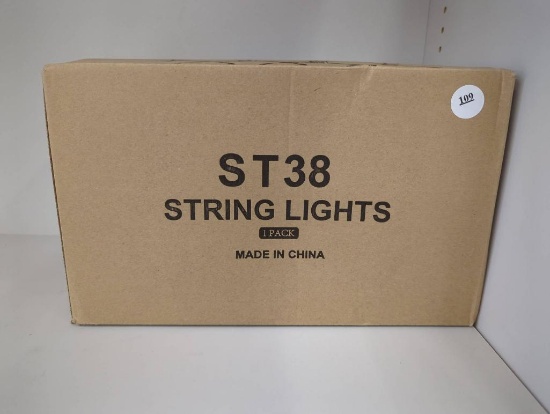 109
ST38
STRING LIGHTS
1 PACK
MADE IN CHINA